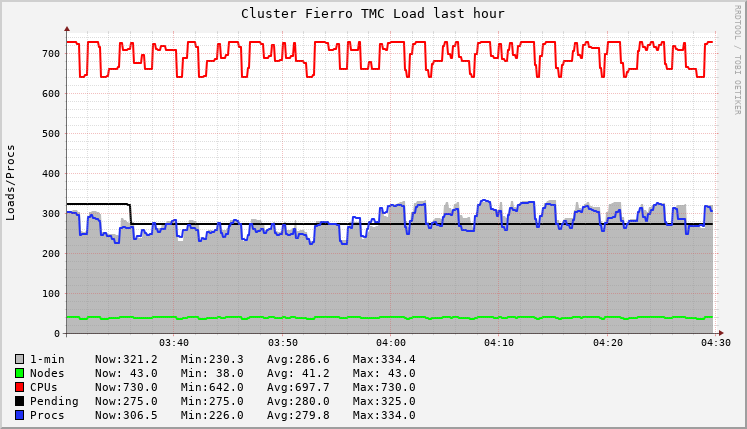 Cluster Fierro TMC Load last hour
RRDTOOL / TOBI OETIKER
Loads/Procs
700
600
500
400
300
200
100
0
03:40 03:50 04:00 04:10 04:20 04:30
1-min Now:321.2 Min:230.3 Avg:286.6 Max:334.4
Nodes Now: 43.0 Min: 38.0 Avg: 41.2 Max: 43.0
CPUs Now:730.0 Min:642.0 Avg:697.7 Max:730.0
Pending Now:275.0 Min:275.0 Avg:280.0 Max:325.0
Procs Now:306.5 Min:226.0 Avg:279.8 Max:334.0